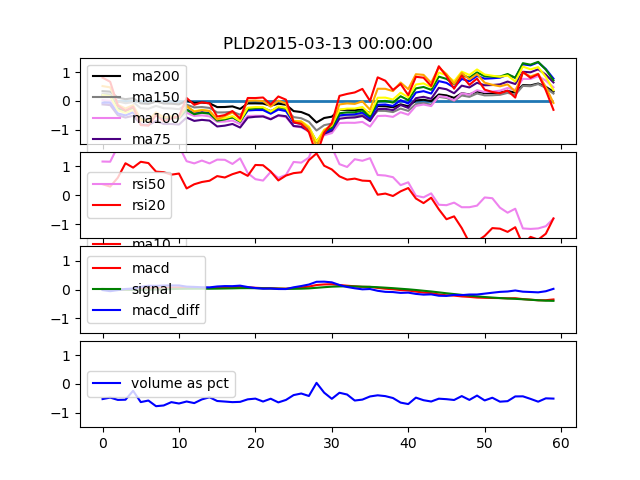 PLD2015-03-13 00:00:00
1
0
−1
ma200
ma150
ma100
ma75
1
0
−1
rsi50
rsi20
ma10
1
0
−1
macd
signal
macd_diff
1
0
−1
volume as pct
0 10 20 30 40 50 60